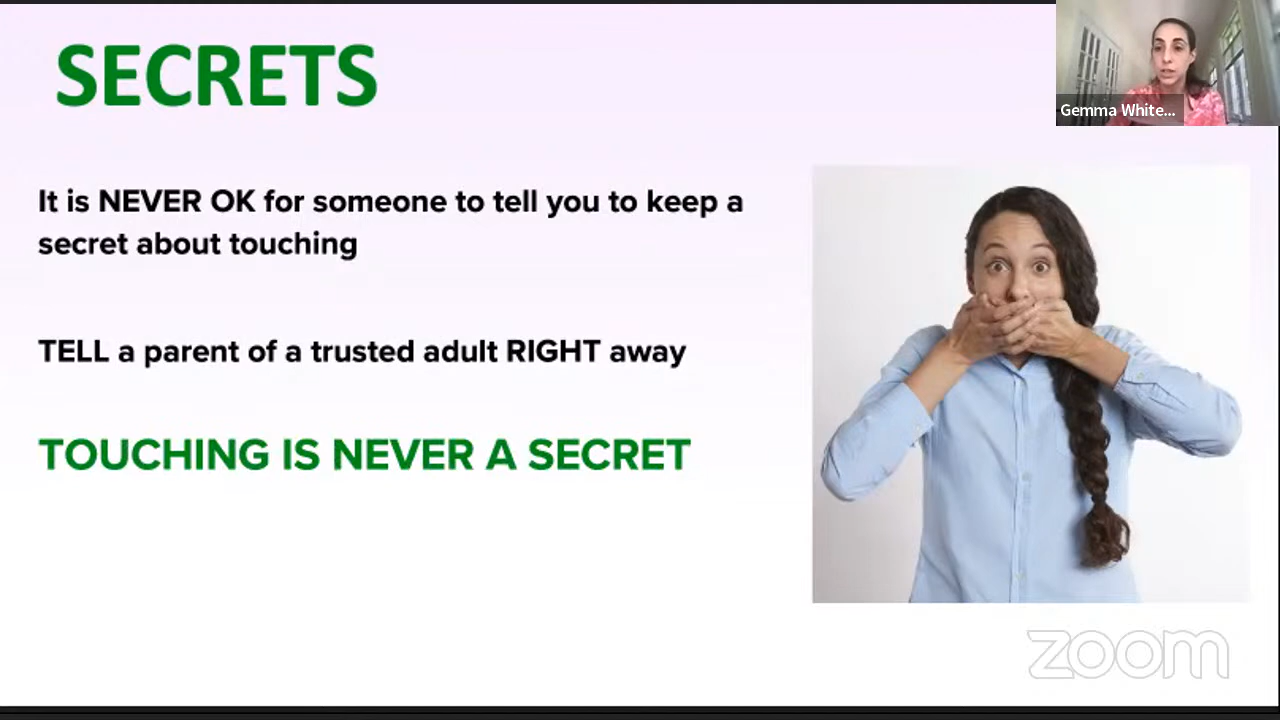 SECRETS
Gemma White...
It is NEVER OK for someone to tell you to keep a
secret about touching
TELL a parent of a trusted adult RIGHT away
TOUCHING IS NEVER A SECRET
zoom